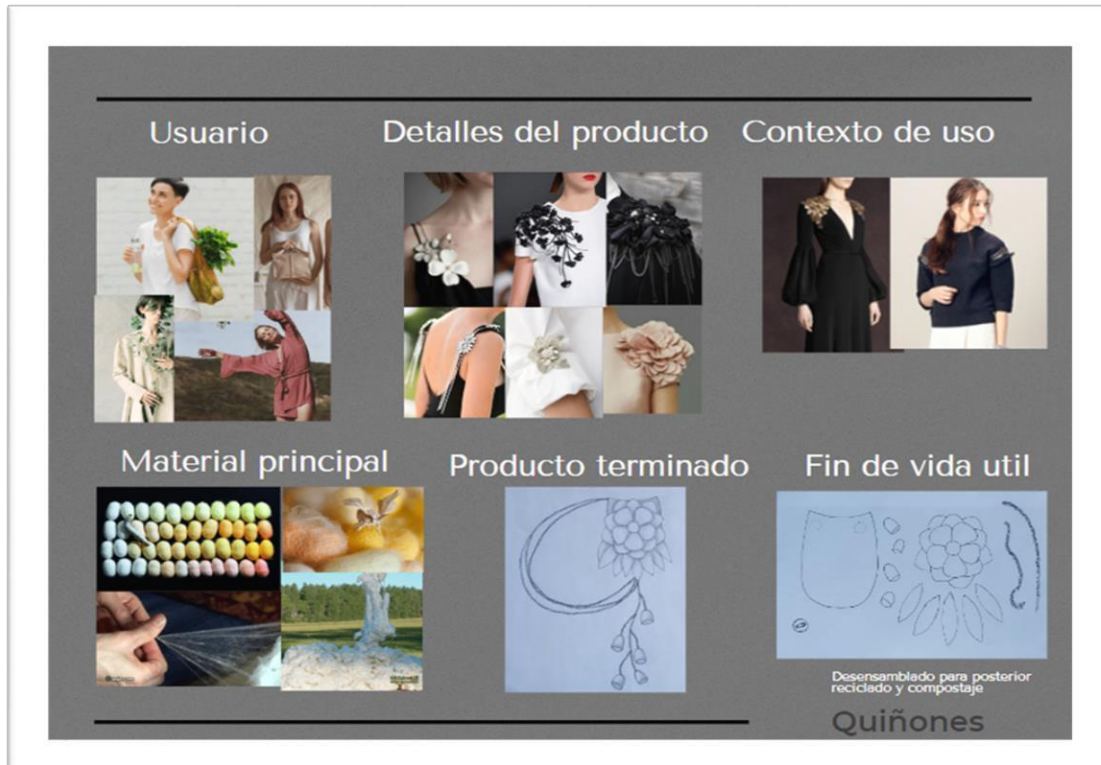 Usuario
Detalles del producto
Contexto de uso
Material principal
Producto terminado
Fin de vida util
Desensamblado para posterior
reciclado y compostaje
Quiñones